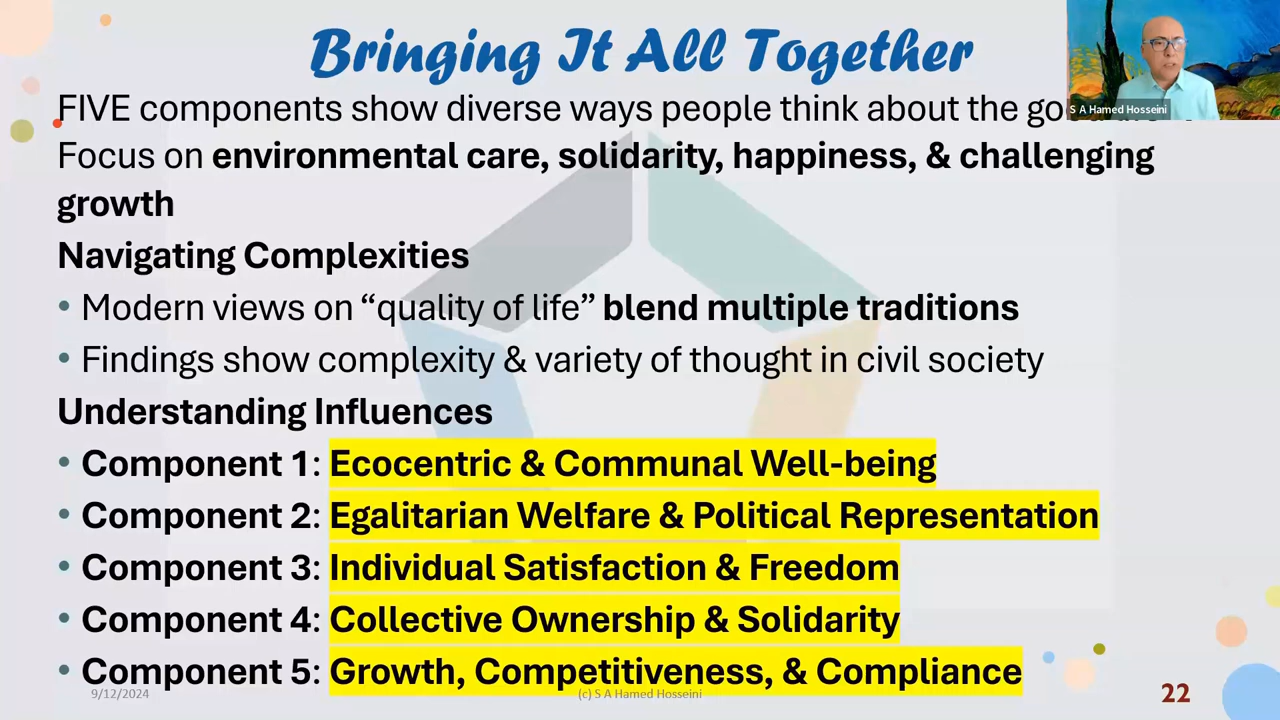 Bringing It All Together
S A Hamed Hosseini
FIVE components show diverse ways people think about the
Focus on environmental care, solidarity, happiness, & challenging
growth
Navigating Complexities
• Modern views on “quality of life” blend multiple traditions
• Findings show complexity & variety of thought in civil society
Understanding Influences
• Component 1: Ecocentric & Communal Well-being
• Component 2: Egalitarian Welfare & Political Representation
• Component 3: Individual Satisfaction & Freedom
• Component 4: Collective Ownership & Solidarity
• Component 5: Growth, Competitiveness, & Compliance
9/12/2024
(c) S A Hamed Hosseini
22